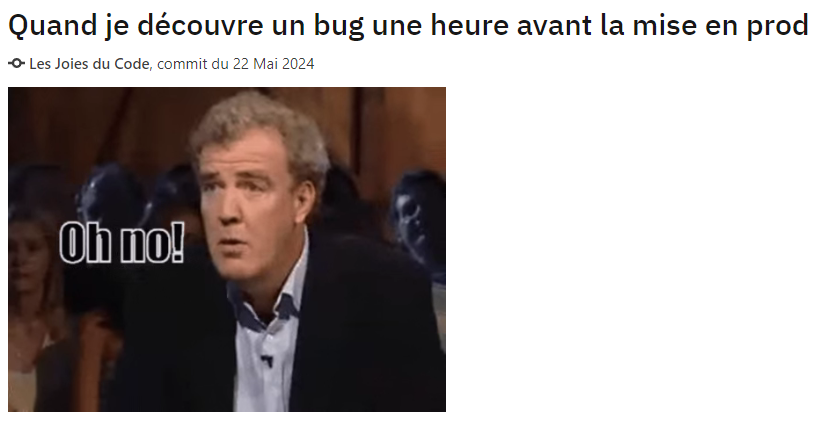 Quand je découvre un bug une heure avant la mise en prod
Les Joies du Code, commit du 22 Mai 2024
Oh no!